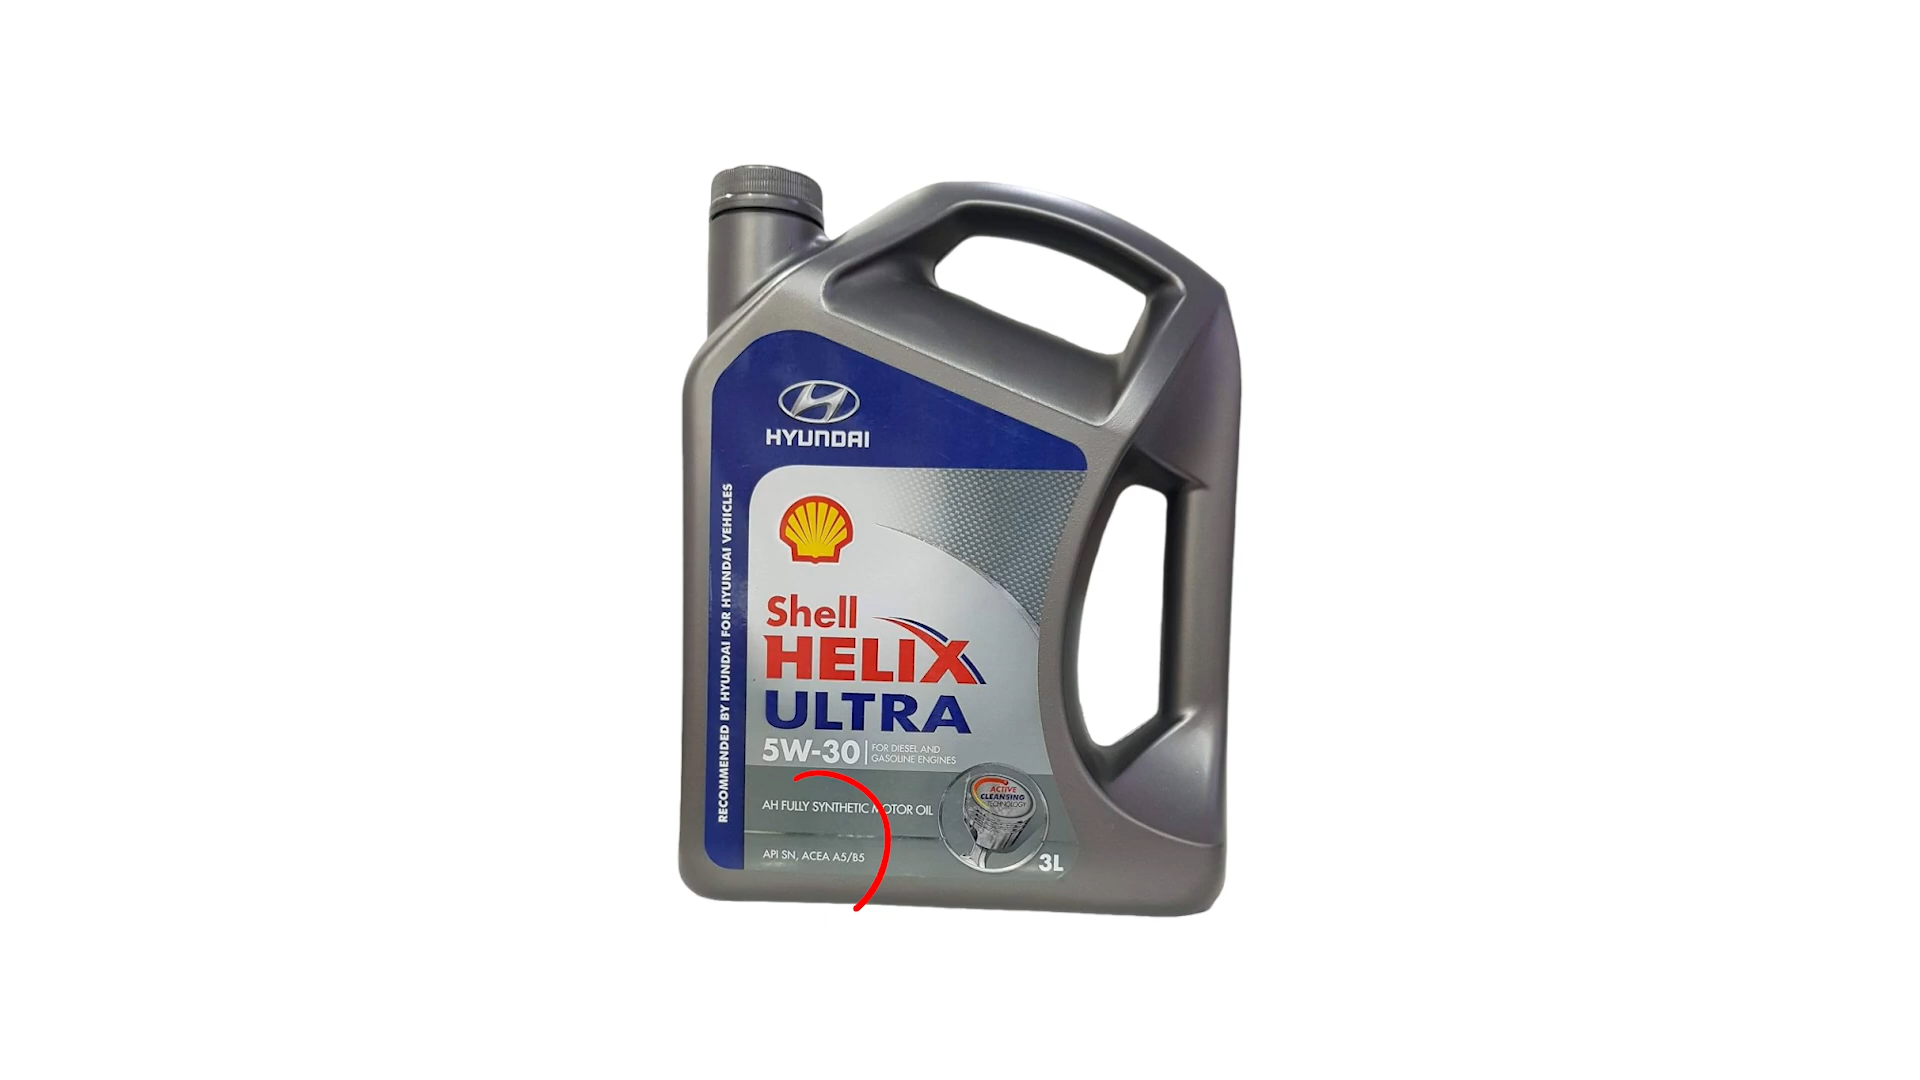 HYUNDAI
RECOMMENDED BY HYUNDAI FOR HYUNDAI VEHICLES
Shell
HELIX
ULTRA
5W-30
FOR DIESEL AND
GASOLINE ENGINES
ACTIVE
CLEANSING
TECHNOLOGY
AH FULLY SYNTHETIC MOTOR OIL
API SN, ACEA A5/B5
3L